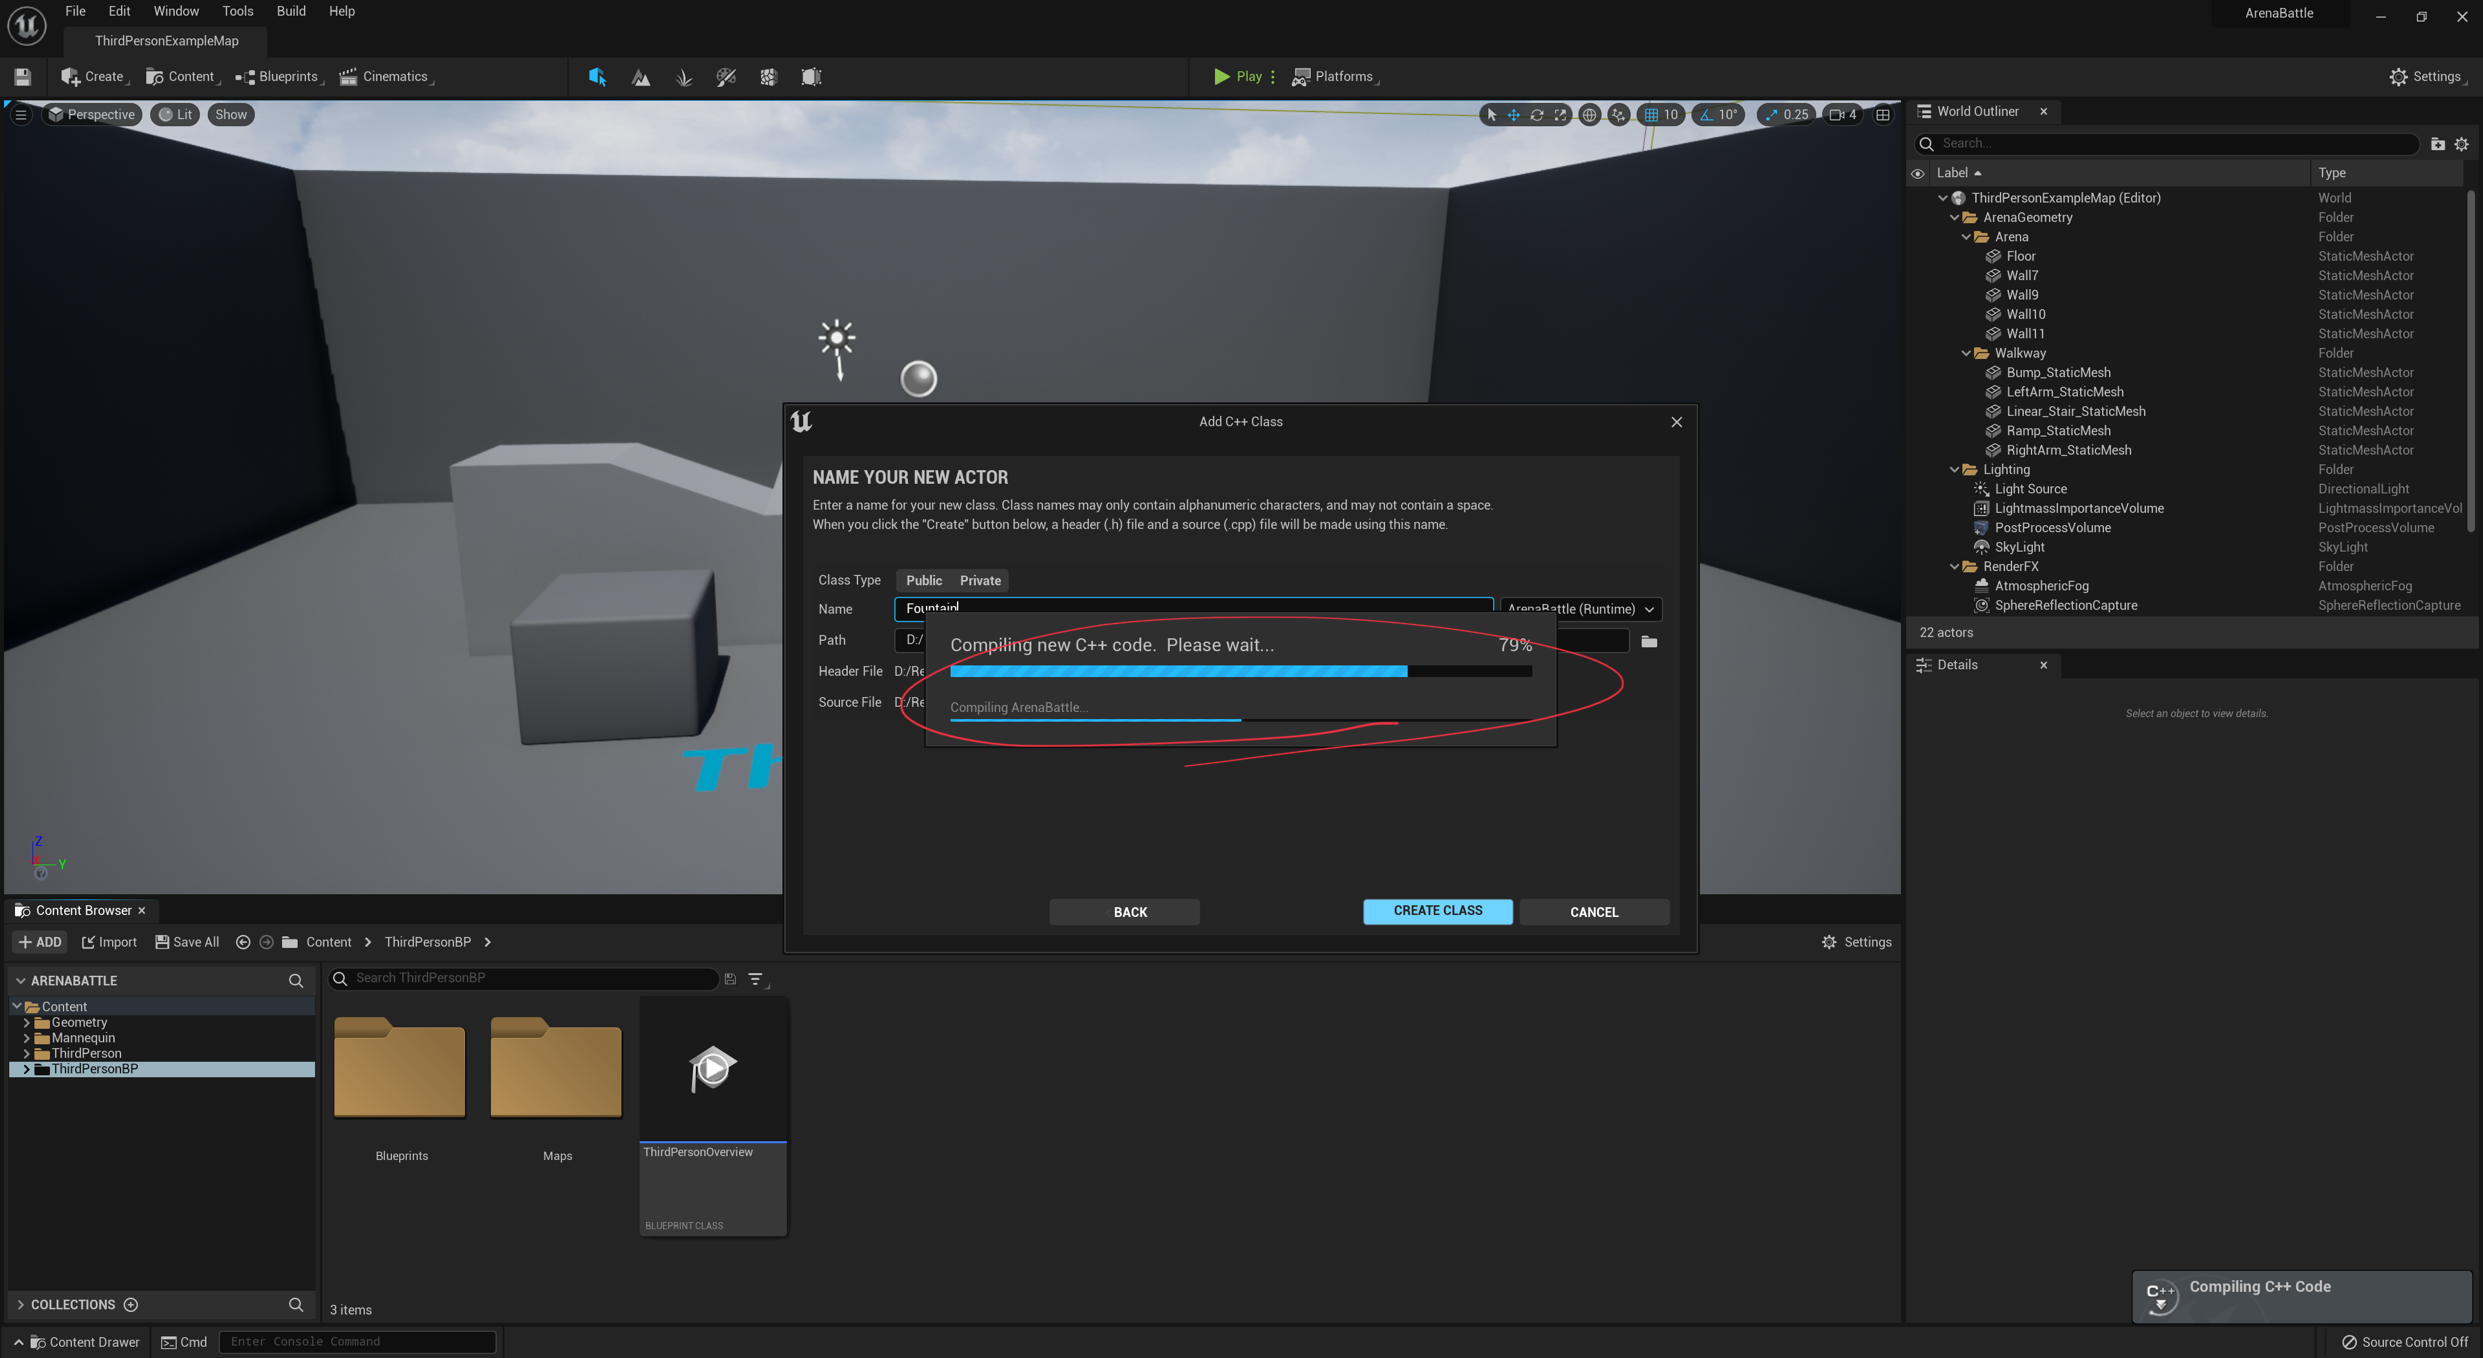 File Edit Window Tools Build Help
ArenaBattle
ThirdPersonExampleMap
Create Content Blueprints Cinematics
Play Platforms
Settings
Perspective Lit Show
10 10° 0.25 4
World Outliner
Search...
Label Type
ThirdPersonExampleMap (Editor) World
ArenaGeometry Folder
Arena Folder
Floor StaticMeshActor
Wall7 StaticMeshActor
Wall9 StaticMeshActor
Wall10 StaticMeshActor
Wall11 StaticMeshActor
Walkway Folder
Bump_StaticMesh StaticMeshActor
LeftArm_StaticMesh StaticMeshActor
Linear_Stair_StaticMesh StaticMeshActor
Ramp_StaticMesh StaticMeshActor
RightArm_StaticMesh StaticMeshActor
Lighting Folder
Light Source DirectionalLight
LightmassImportanceVolume LightmassImportanceVol
PostProcessVolume PostProcessVolume
SkyLight SkyLight
RenderFX Folder
AtmosphericFog AtmosphericFog
SphereReflectionCapture SphereReflectionCapture
22 actors
Details
Select an object to view details.
Add C++ Class
NAME YOUR NEW ACTOR
Enter a name for your new class. Class names may only contain alphanumeric characters, and may not contain a space.
When you click the "Create" button below, a header (.h) file and a source (.cpp) file will be made using this name.
Class Type Public Private
Name Fountain ArenaBattle (Runtime)
Path D:/
Header File D:/Re
Source File D:/Re
Compiling new C++ code. Please wait... 79%
Compiling ArenaBattle...
BACK CREATE CLASS CANCEL
TH
Z
Y
Content Browser
ADD Import Save All Content ThirdPersonBP Settings
ARENABATTLE
Search ThirdPersonBP
Content
Geometry
Mannequin
ThirdPerson
ThirdPersonBP
Blueprints
Maps
ThirdPersonOverview
BLUEPRINT CLASS
COLLECTIONS
3 items
C++
Compiling C++ Code
Content Drawer Cmd Enter Console Command
Source Control Off